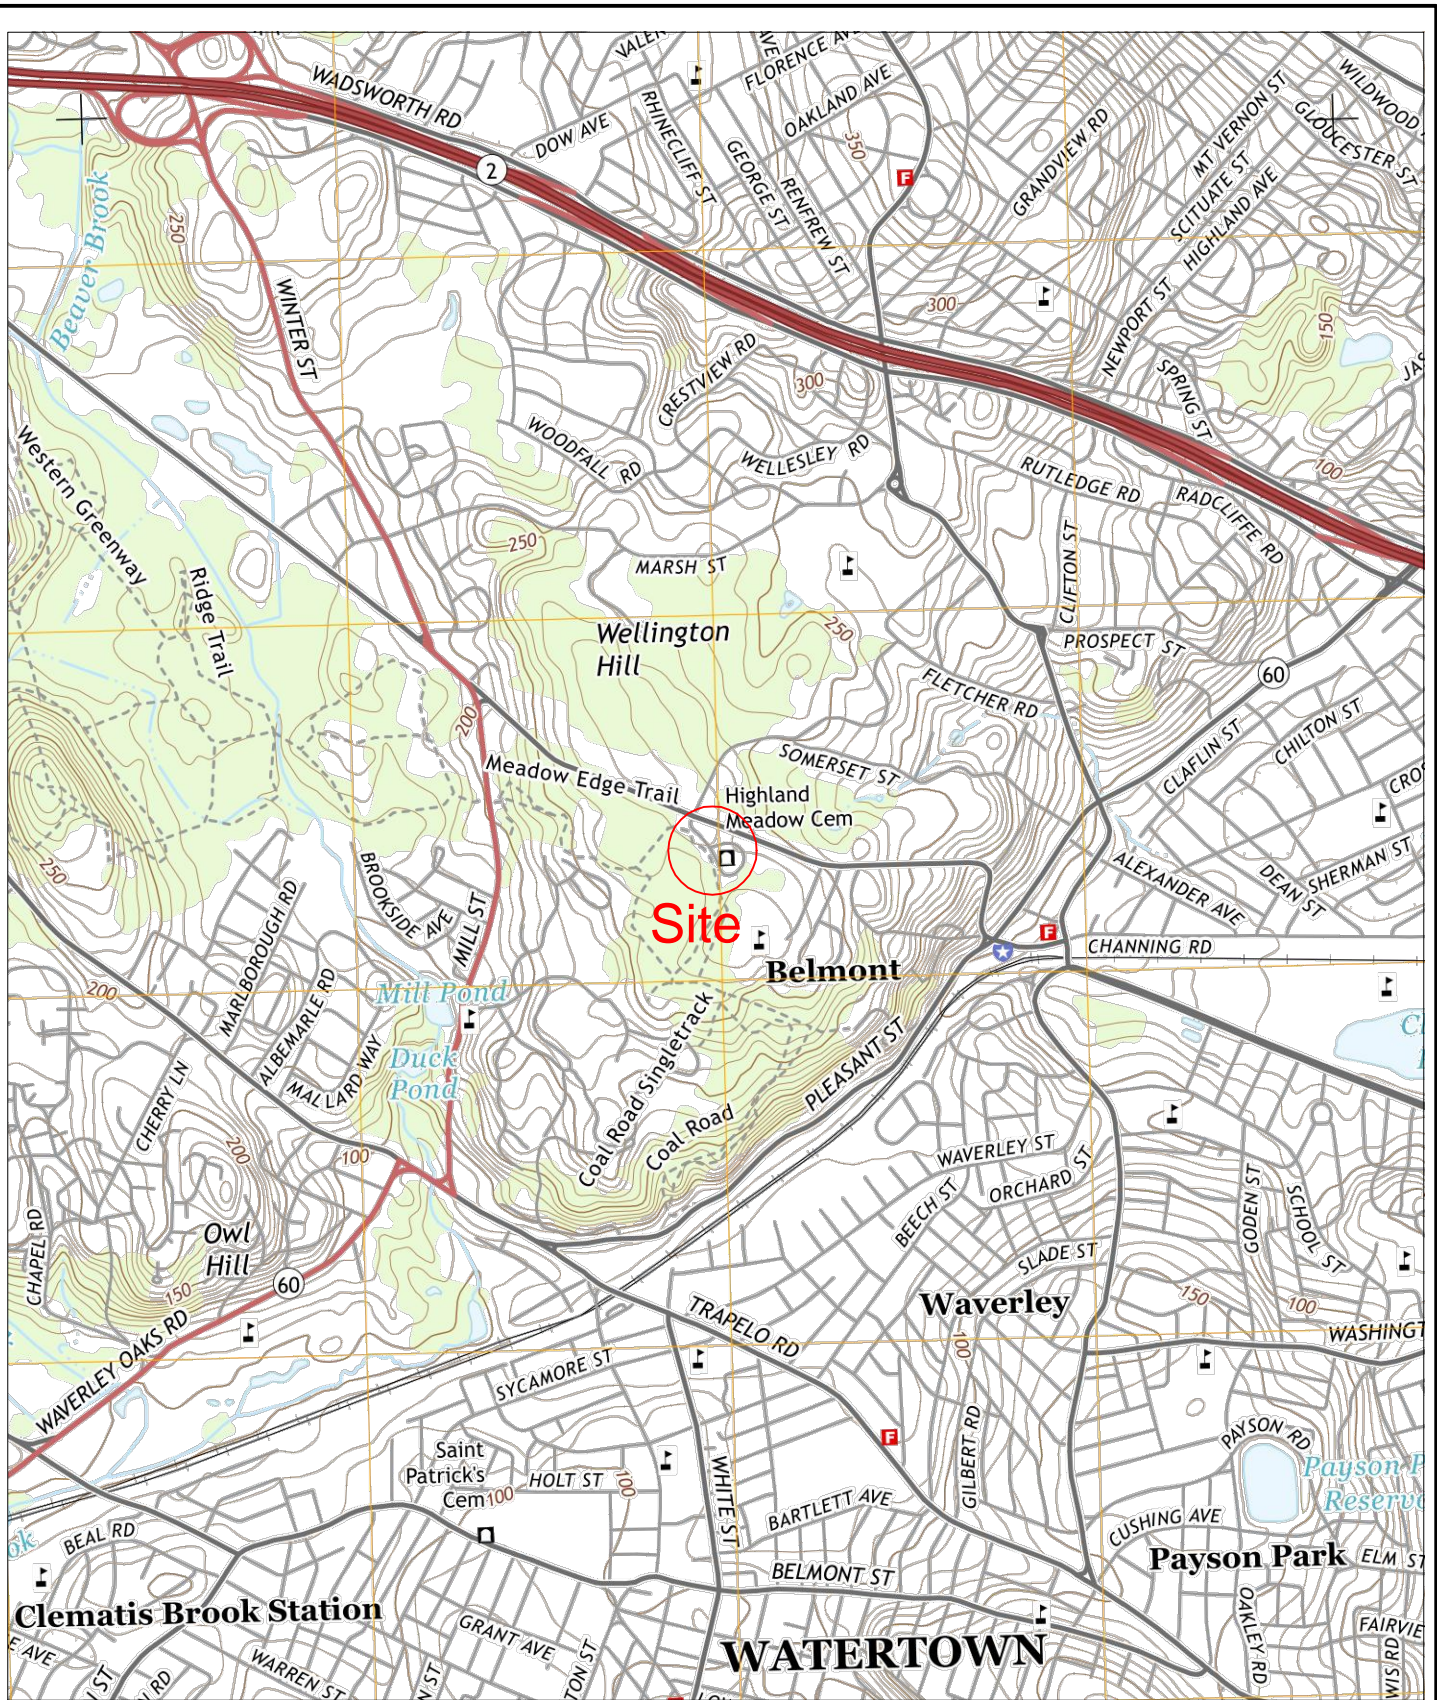 WADSWORTH RD
2
DOW AVE
RHINECLIFF ST
FLORENCE AVE
OAKLAND AVE
GEORGE ST
RENFREW ST
350
GRANDVIEW RD
MT VERNON ST
SCITUATE ST
HIGHLAND AVE
GLOUCESTER ST
WILDWOOD
Beaver Brook
250
WINTER ST
300
NEWPORT ST
SPRING ST
150
CRESTVIEW RD
300
WOODFALL RD
WELLESLEY RD
RUTLEDGE RD
RADCLIFFE RD
100
Western Greenway
Ridge Trail
250
MARSH ST
CLIFTON ST
Wellington
Hill
250
PROSPECT ST
60
FLETCHER RD
200
Meadow Edge Trail
SOMERSET ST
CLAFLIN ST
CHILTON ST
Highland
Meadow Cem
Site
250
BROOKSIDE AVE
MARLBOROUGH RD
MILL ST
ALEXANDER AVE
DEAN ST
SHERMAN ST
CHANNING RD
Belmont
200
ALBEMARLE RD
Mill Pond
Duck
Pond
MALLARD WAY
CHERRY LN
Coal Road Singletrack
Coal Road
PLEASANT ST
200
100
WAVERLEY ST
ORCHARD ST
BEECH ST
GODEN ST
SCHOOL ST
CHAPEL RD
Owl
Hill
SLADE ST
150
60
Waverley
150
100
WAVERLEY OAKS RD
TRAPELO RD
100
WASHINGT
SYCAMORE ST
Saint
Patrick's
Cem
100
HOLT ST
100
WHITE ST
GILBERT RD
PAYSON RD
Payson P
Reservo
BARTLETT AVE
CUSHING AVE
BEAL RD
ok
Payson Park
ELM ST
BELMONT ST
Clematis Brook Station
GRANT AVE
WARREN ST
WATERTOWN
OAKLEY RD
FAIRVIE